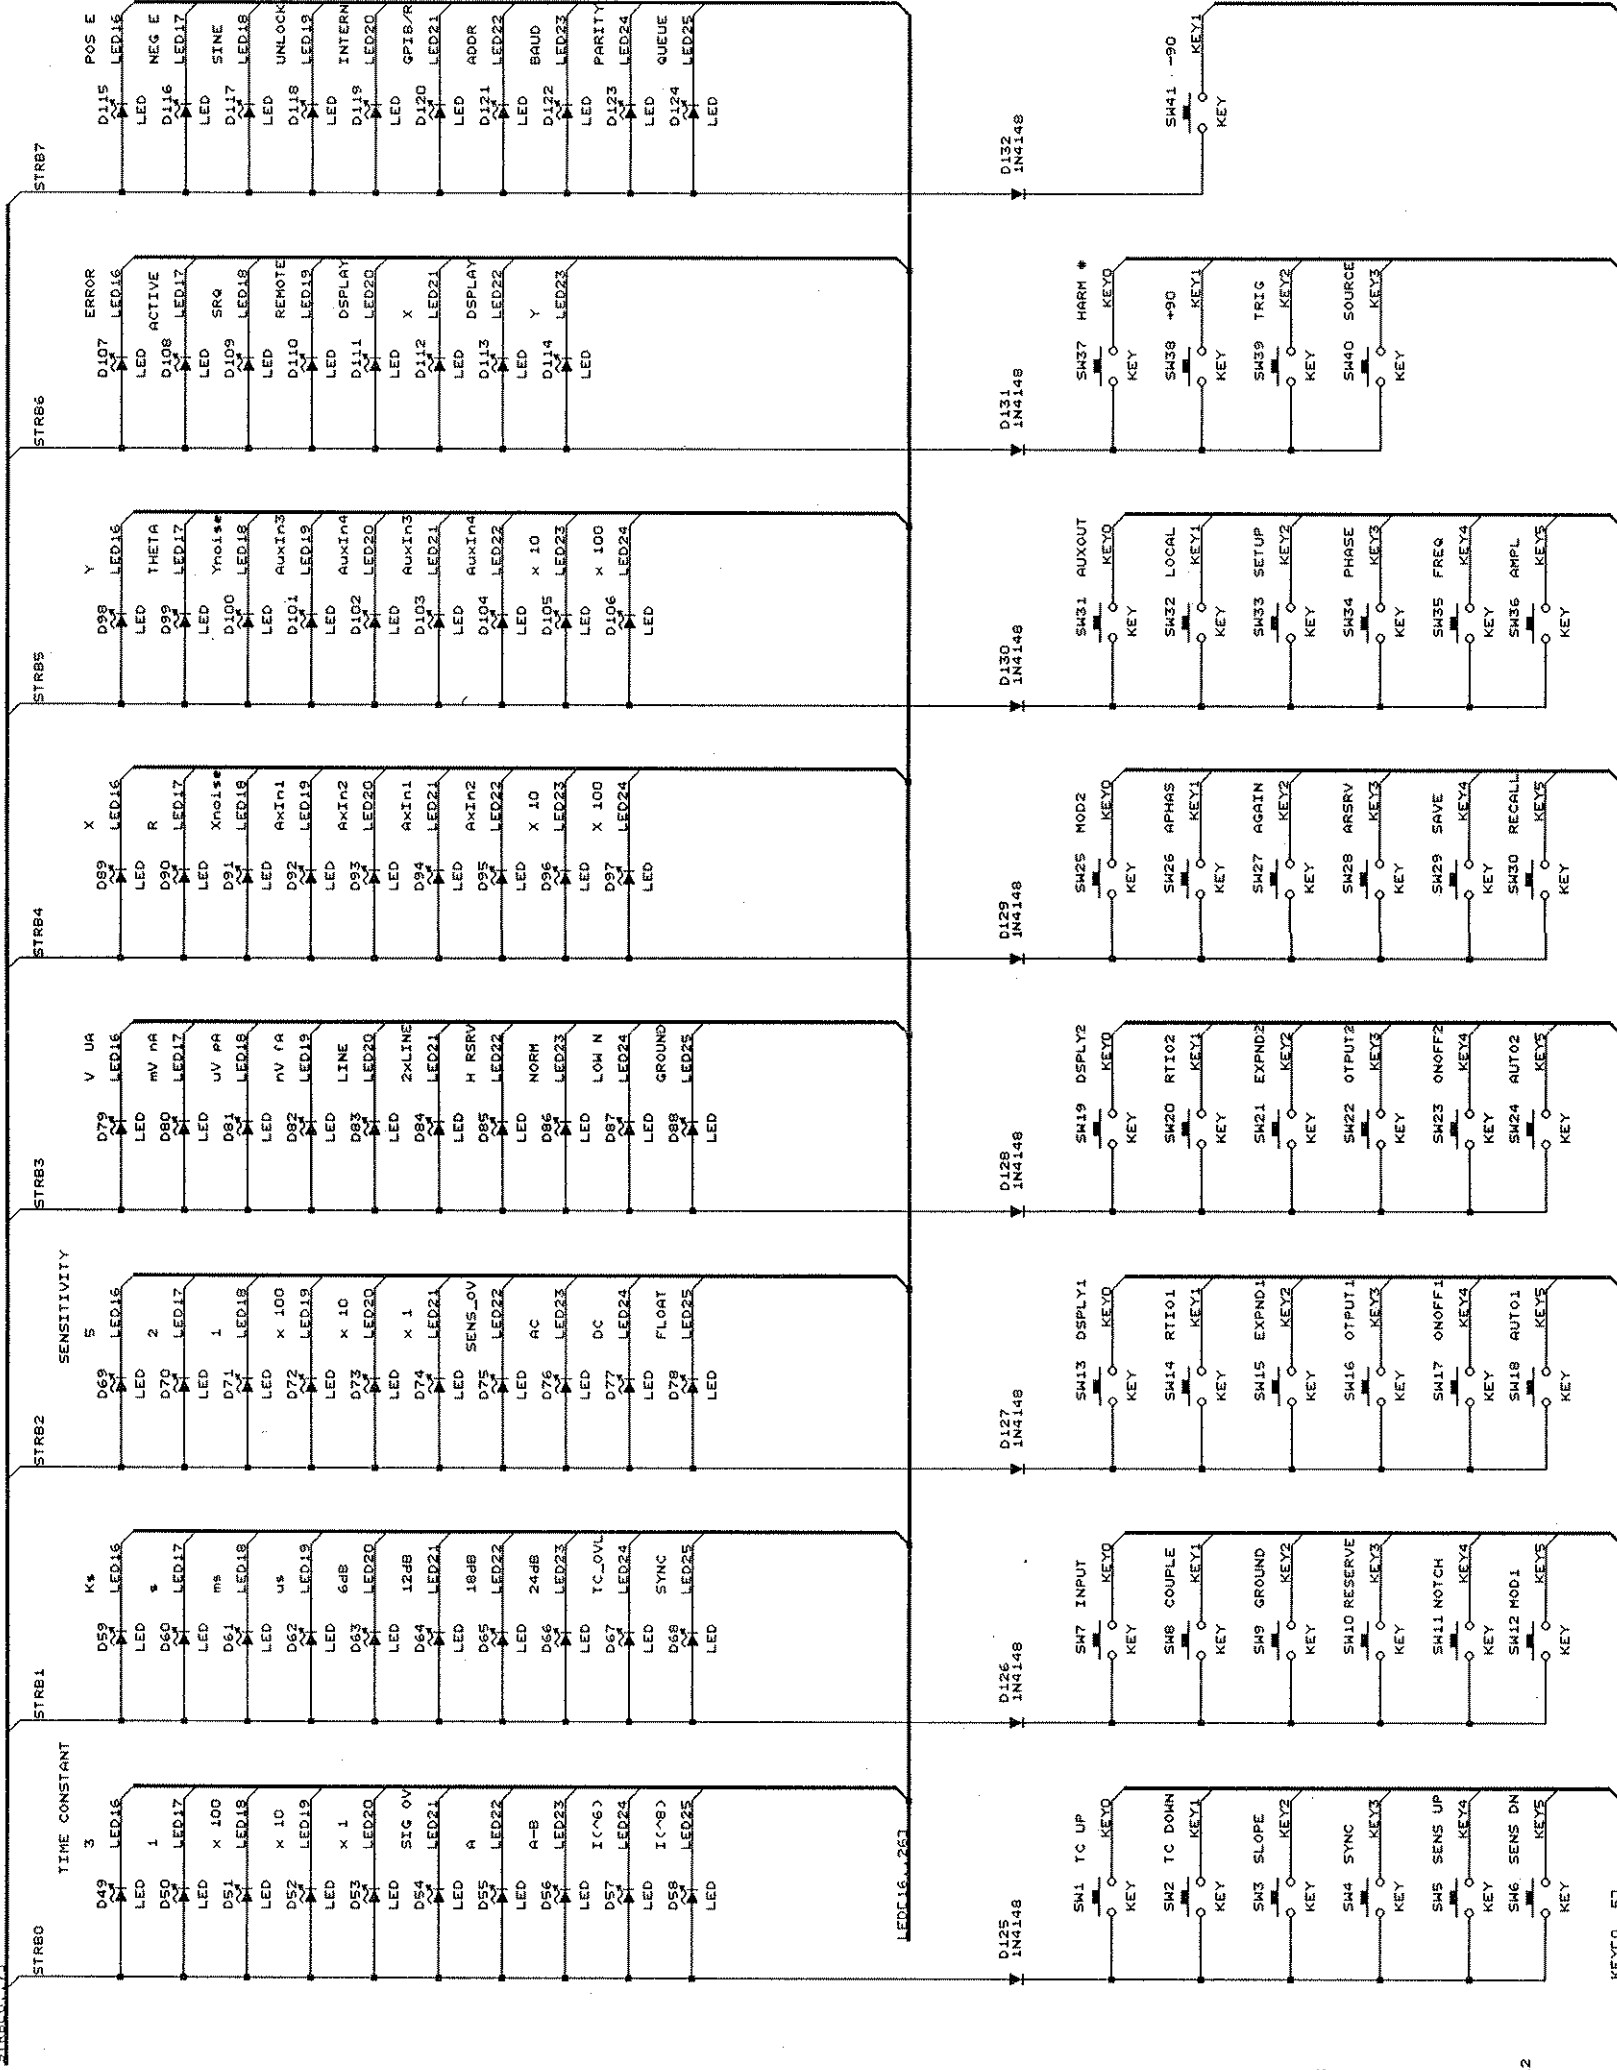 STRB0
TIME CONSTANT
D49 LED 3 LED16
D50 LED 1 LED17
D51 LED x 100 LED18
D52 LED x 10 LED19
D53 LED x 1 LED20
D54 LED SIG OV LED21
D55 LED A LED22
D56 LED A-B LED23
D57 LED I(^6) LED24
D58 LED I(^8) LED25
STRB1
D59 LED Ks LED16
D60 LED s LED17
D61 LED ms LED18
D62 LED us LED19
D63 LED 6dB LED20
D64 LED 12dB LED21
D65 LED 18dB LED22
D66 LED 24dB LED23
D67 LED TC_OVL LED24
D68 LED SYNC LED25
STRB2
SENSITIVITY
D69 LED 5 LED16
D70 LED 2 LED17
D71 LED 1 LED18
D72 LED x 100 LED19
D73 LED x 10 LED20
D74 LED x 1 LED21
D75 LED SENS_OV LED22
D76 LED AC LED23
D77 LED DC LED24
D78 LED FLOAT LED25
STRB3
D79 LED V UA LED16
D80 LED mV nA LED17
D81 LED uV pA LED18
D82 LED nV fA LED19
D83 LED LINE LED20
D84 LED 2xLINE LED21
D85 LED H RSRV LED22
D86 LED NORM LED23
D87 LED LOW N LED24
D88 LED GROUND LED25
STRB4
D89 LED X LED16
D90 LED R LED17
D91 LED Xnoise LED18
D92 LED AxIn1 LED19
D93 LED AxIn2 LED20
D94 LED AxIn1 LED21
D95 LED AxIn2 LED22
D96 LED X 10 LED23
D97 LED X 100 LED24
STRB5
D98 LED Y LED16
D99 LED THETA LED17
D100 LED Ynoise LED18
D101 LED AuxIn3 LED19
D102 LED AuxIn4 LED20
D103 LED AuxIn3 LED21
D104 LED AuxIn4 LED22
D105 LED x 10 LED23
D106 LED x 100 LED24
STRB6
D107 LED ERROR LED16
D108 LED ACTIVE LED17
D109 LED SRQ LED18
D110 LED REMOTE LED19
D111 LED DSPLAY LED20
D112 LED X LED21
D113 LED DSPLAY LED22
D114 LED Y LED23
STRB7
D115 LED POS E LED16
D116 LED NEG E LED17
D117 LED SINE LED18
D118 LED UNLOCK LED19
D119 LED INTERN LED20
D120 LED GPIB/R LED21
D121 LED ADDR LED22
D122 LED BAUD LED23
D123 LED PARITY LED24
D124 LED QUEUE LED25
LED[16..26]
D125
1N4148
SW1 TC UP KEY KEY0
SW2 TC DOWN KEY KEY1
SW3 SLOPE KEY KEY2
SW4 SYNC KEY KEY3
SW5 SENS UP KEY KEY4
SW6 SENS DN KEY KEY5
D126
1N4148
SW7 INPUT KEY KEY0
SW8 COUPLE KEY KEY1
SW9 GROUND KEY KEY2
SW10 RESERVE KEY KEY3
SW11 NOTCH KEY KEY4
SW12 MOD1 KEY KEY5
D127
1N4148
SW13 DSPLY1 KEY KEY0
SW14 RTIO1 KEY KEY1
SW15 EXPND1 KEY KEY2
SW16 OTPUT1 KEY KEY3
SW17 ONOFF1 KEY KEY4
SW18 AUTO1 KEY KEY5
D128
1N4148
SW19 DSPLY2 KEY KEY0
SW20 RTIO2 KEY KEY1
SW21 EXPND2 KEY KEY2
SW22 OTPUT2 KEY KEY3
SW23 ONOFF2 KEY KEY4
SW24 AUTO2 KEY KEY5
D129
1N4148
SW25 MOD2 KEY KEY0
SW26 APHAS KEY KEY1
SW27 AGAIN KEY KEY2
SW28 ARSRV KEY KEY3
SW29 SAVE KEY KEY4
SW30 RECALL KEY KEY5
D130
1N4148
SW31 AUXOUT KEY KEY0
SW32 LOCAL KEY KEY1
SW33 SETUP KEY KEY2
SW34 PHASE KEY KEY3
SW35 FREQ KEY KEY4
SW36 AMPL KEY KEY5
D131
1N4148
SW37 HARM # KEY KEY0
SW38 +90 KEY KEY1
SW39 TRIG KEY KEY2
SW40 SOURCE KEY KEY3
D132
1N4148
SW41 -90 KEY KEY1
2